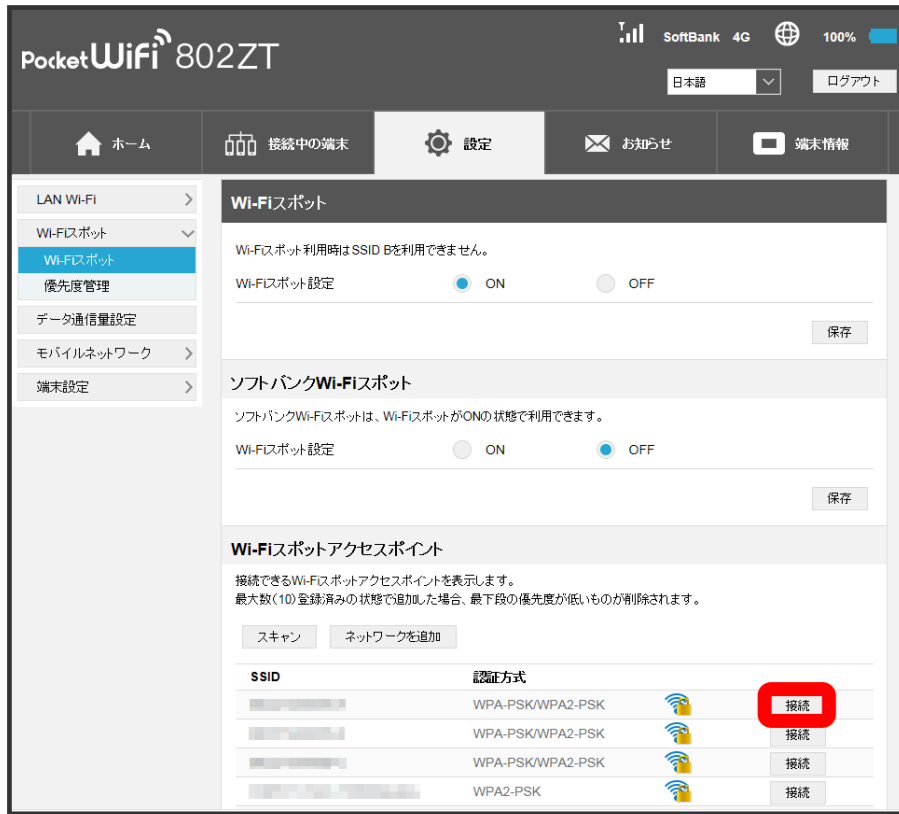 SoftBank 4G 100%
Pocket WiFi 802ZT
日本語 ログアウト
ホーム 接続中の端末 設定 お知らせ 端末情報
LAN Wi-Fi
Wi-Fiスポット
Wi-Fiスポット
優先度管理
データ通信量設定
モバイルネットワーク
端末設定
Wi-Fiスポット
Wi-Fiスポット利用時はSSID Bを利用できません。
Wi-Fiスポット設定 ON OFF
保存
ソフトバンクWi-Fiスポット
ソフトバンクWi-Fiスポットは、Wi-FiスポットがONの状態で利用できます。
Wi-Fiスポット設定 ON OFF
保存
Wi-Fiスポットアクセスポイント
接続できるWi-Fiスポットアクセスポイントを表示します。
最大数(10)登録済みの状態で追加した場合、最下段の優先度が低いものが削除されます。
スキャン ネットワークを追加
SSID 認証方式
WPA-PSK/WPA2-PSK 接続
WPA-PSK/WPA2-PSK 接続
WPA-PSK/WPA2-PSK 接続
WPA2-PSK 接続